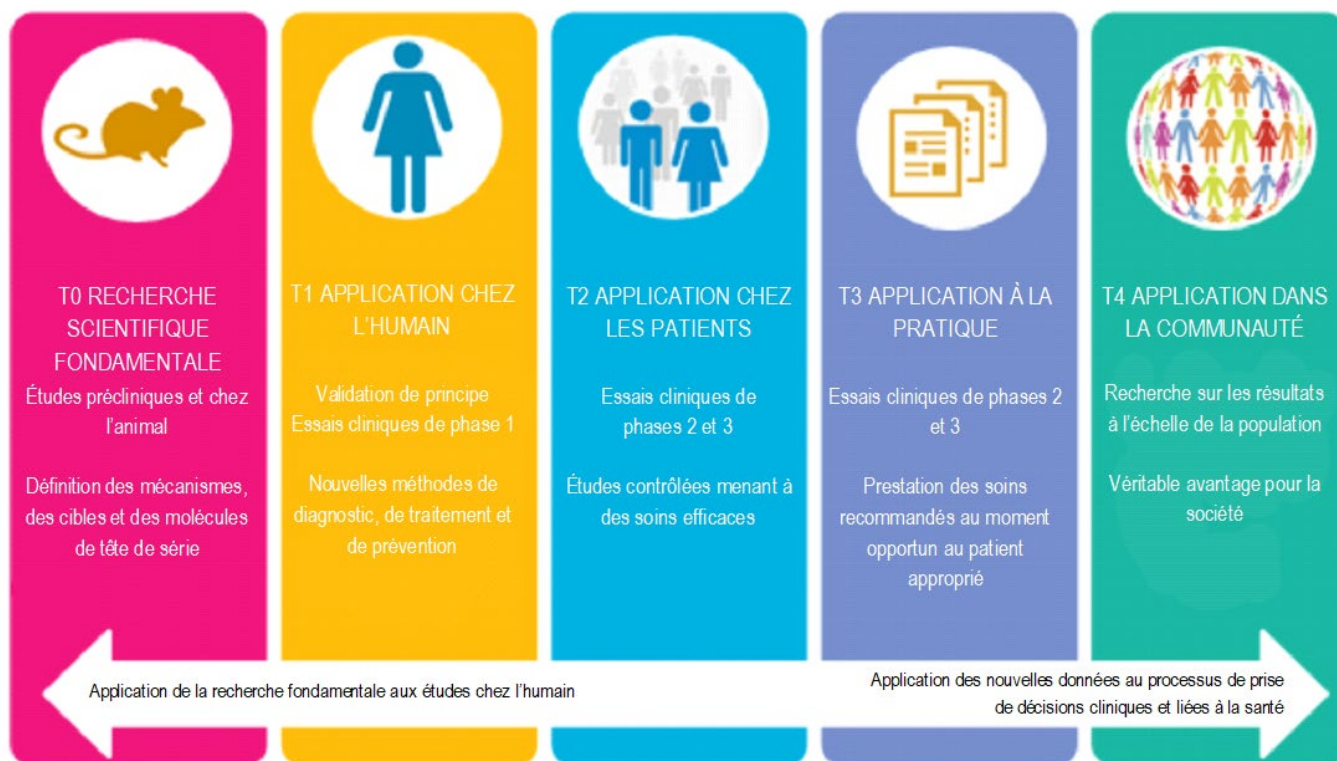 T0 RECHERCHE
SCIENTIFIQUE
FONDAMENTALE
Études précliniques et chez
l'animal
Définition des mécanismes,
des cibles et des molécules
de tête de série
T1 APPLICATION CHEZ
L'HUMAIN
Validation de principe
Essais cliniques de phase 1
Nouvelles méthodes de
diagnostic, de traitement et
de prévention
T2 APPLICATION CHEZ
LES PATIENTS
Essais cliniques de
phases 2 et 3
Études contrôlées menant à
des soins efficaces
T3 APPLICATION À LA
PRATIQUE
Essais cliniques de phases 2
et 3
Prestation des soins
recommandés au moment
opportun au patient
approprié
T4 APPLICATION DANS
LA COMMUNAUTÉ
Recherche sur les résultats
à l'échelle de la population
Véritable avantage pour la
société
Application de la recherche fondamentale aux études chez l'humain
Application des nouvelles données au processus de prise
de décisions cliniques et liées à la santé